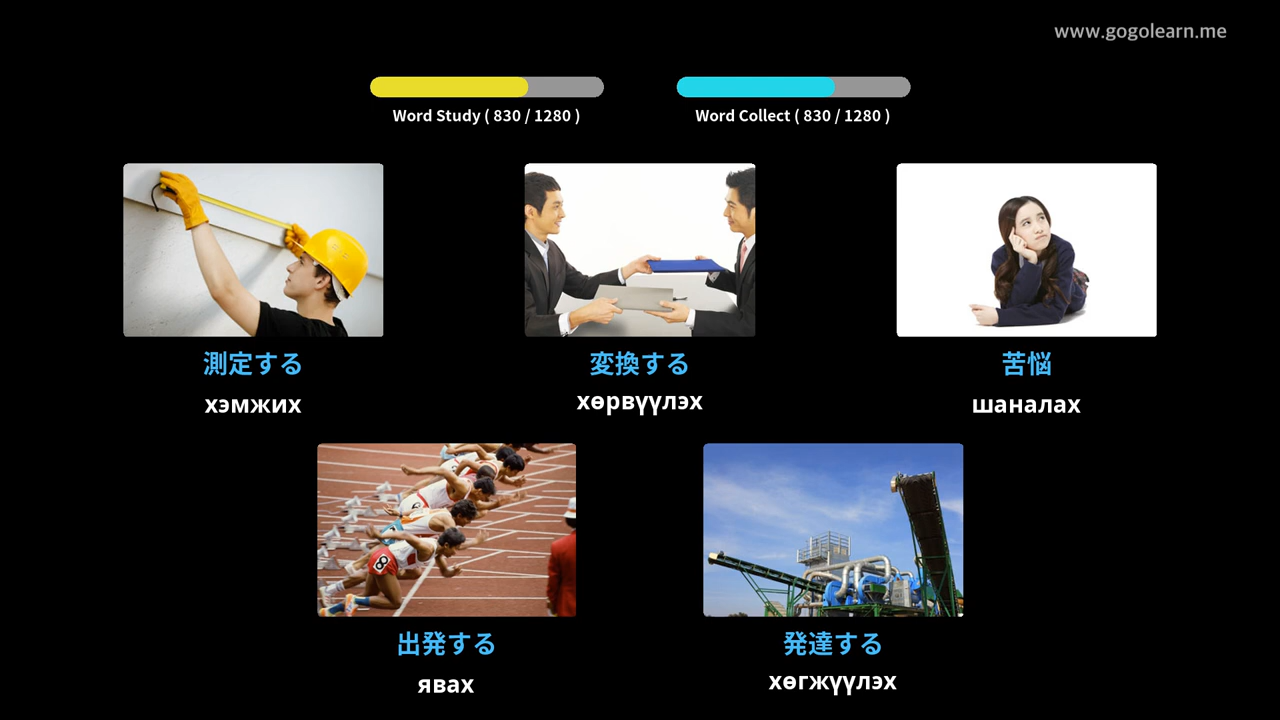 www.gogolearn.me
Word Study ( 830 / 1280 )
Word Collect ( 830 / 1280 )
測定する
хэмжих
変換する
хөрвүүлэх
苦悩
шаналах
8
出発する
явах
発達する
хөгжүүлэх